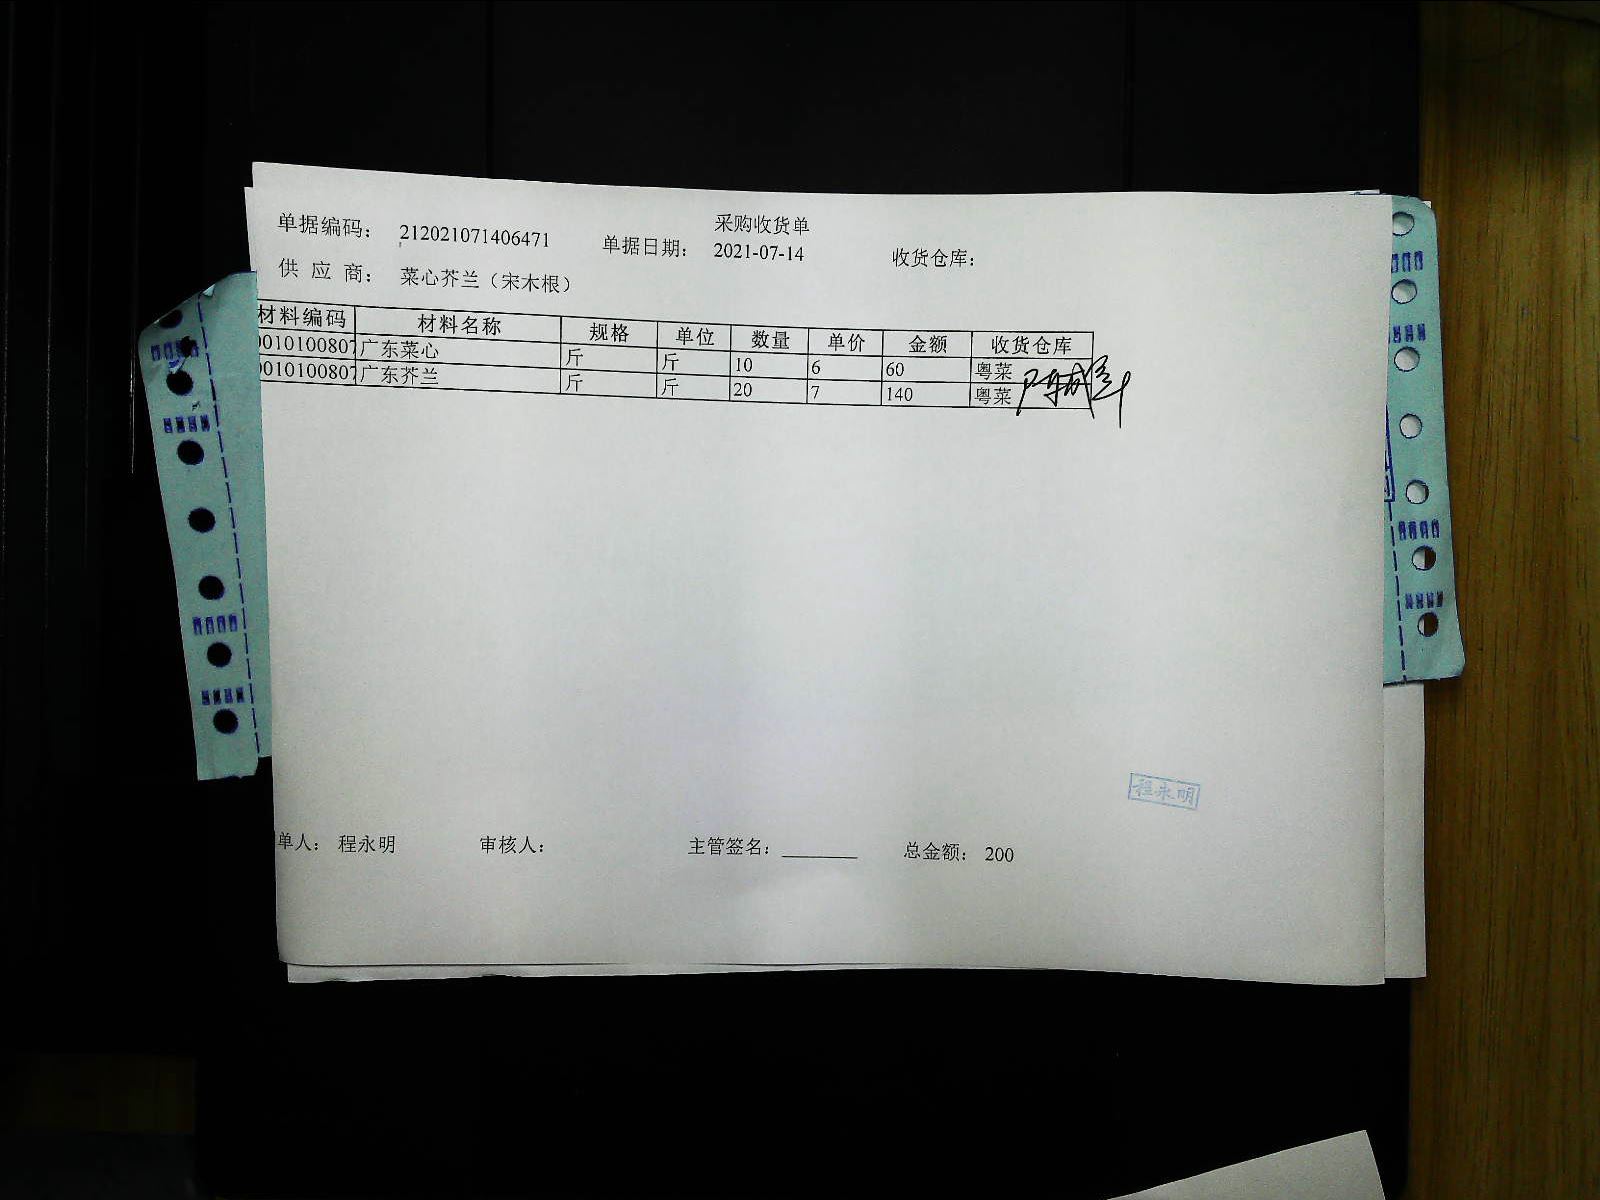 采购收货单
单据编码： 212021071406471 单据日期： 2021-07-14 收货仓库：
供 应 商： 菜心芥兰（宋木根）
材料编码 材料名称 规格 单位 数量 单价 金额 收货仓库
0010100807 广东菜心 斤 斤 10 6 60 粤菜
0010100807 广东芥兰 斤 斤 20 7 140 粤菜
程永明
单人： 程永明 审核人： 主管签名： 总金额： 200